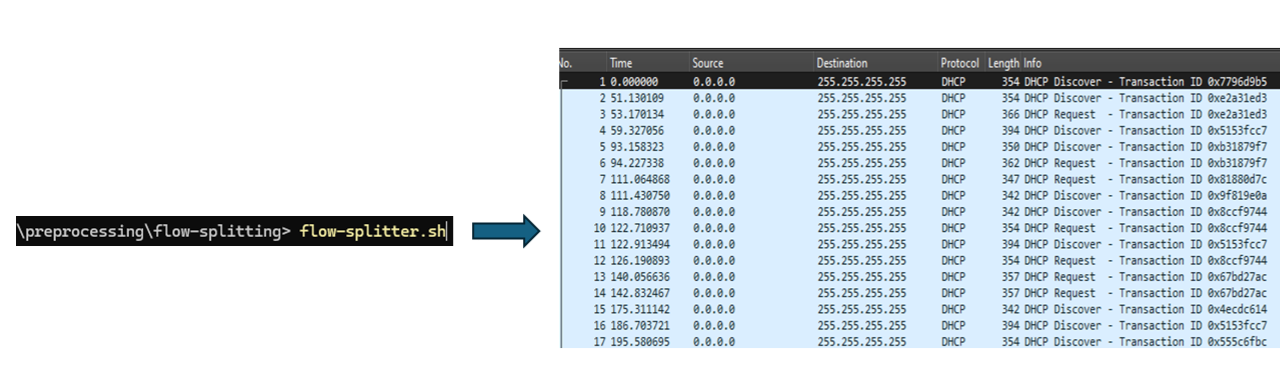 \preprocessing\flow-splitting> flow-splitter.sh
No. Time Source Destination Protocol Length Info
1 0.000000 0.0.0.0 255.255.255.255 DHCP 354 DHCP Discover - Transaction ID 0x7796d9b5
2 51.130109 0.0.0.0 255.255.255.255 DHCP 354 DHCP Discover - Transaction ID 0xe2a31ed3
3 53.170134 0.0.0.0 255.255.255.255 DHCP 366 DHCP Request - Transaction ID 0xe2a31ed3
4 59.327056 0.0.0.0 255.255.255.255 DHCP 394 DHCP Discover - Transaction ID 0x5153fcc7
5 93.158323 0.0.0.0 255.255.255.255 DHCP 350 DHCP Discover - Transaction ID 0xb31879f7
6 94.227338 0.0.0.0 255.255.255.255 DHCP 362 DHCP Request - Transaction ID 0xb31879f7
7 111.064868 0.0.0.0 255.255.255.255 DHCP 347 DHCP Request - Transaction ID 0x81880d7c
8 111.430750 0.0.0.0 255.255.255.255 DHCP 342 DHCP Discover - Transaction ID 0x9f819e0a
9 118.780870 0.0.0.0 255.255.255.255 DHCP 342 DHCP Discover - Transaction ID 0x8ccf9744
10 122.710937 0.0.0.0 255.255.255.255 DHCP 354 DHCP Request - Transaction ID 0x8ccf9744
11 122.913494 0.0.0.0 255.255.255.255 DHCP 394 DHCP Discover - Transaction ID 0x5153fcc7
12 126.190893 0.0.0.0 255.255.255.255 DHCP 354 DHCP Request - Transaction ID 0x8ccf9744
13 140.056636 0.0.0.0 255.255.255.255 DHCP 357 DHCP Request - Transaction ID 0x67bd27ac
14 142.832467 0.0.0.0 255.255.255.255 DHCP 357 DHCP Request - Transaction ID 0x67bd27ac
15 175.311142 0.0.0.0 255.255.255.255 DHCP 342 DHCP Discover - Transaction ID 0x4ecdc614
16 186.703721 0.0.0.0 255.255.255.255 DHCP 394 DHCP Discover - Transaction ID 0x5153fcc7
17 195.580695 0.0.0.0 255.255.255.255 DHCP 354 DHCP Discover - Transaction ID 0x555c6fbc